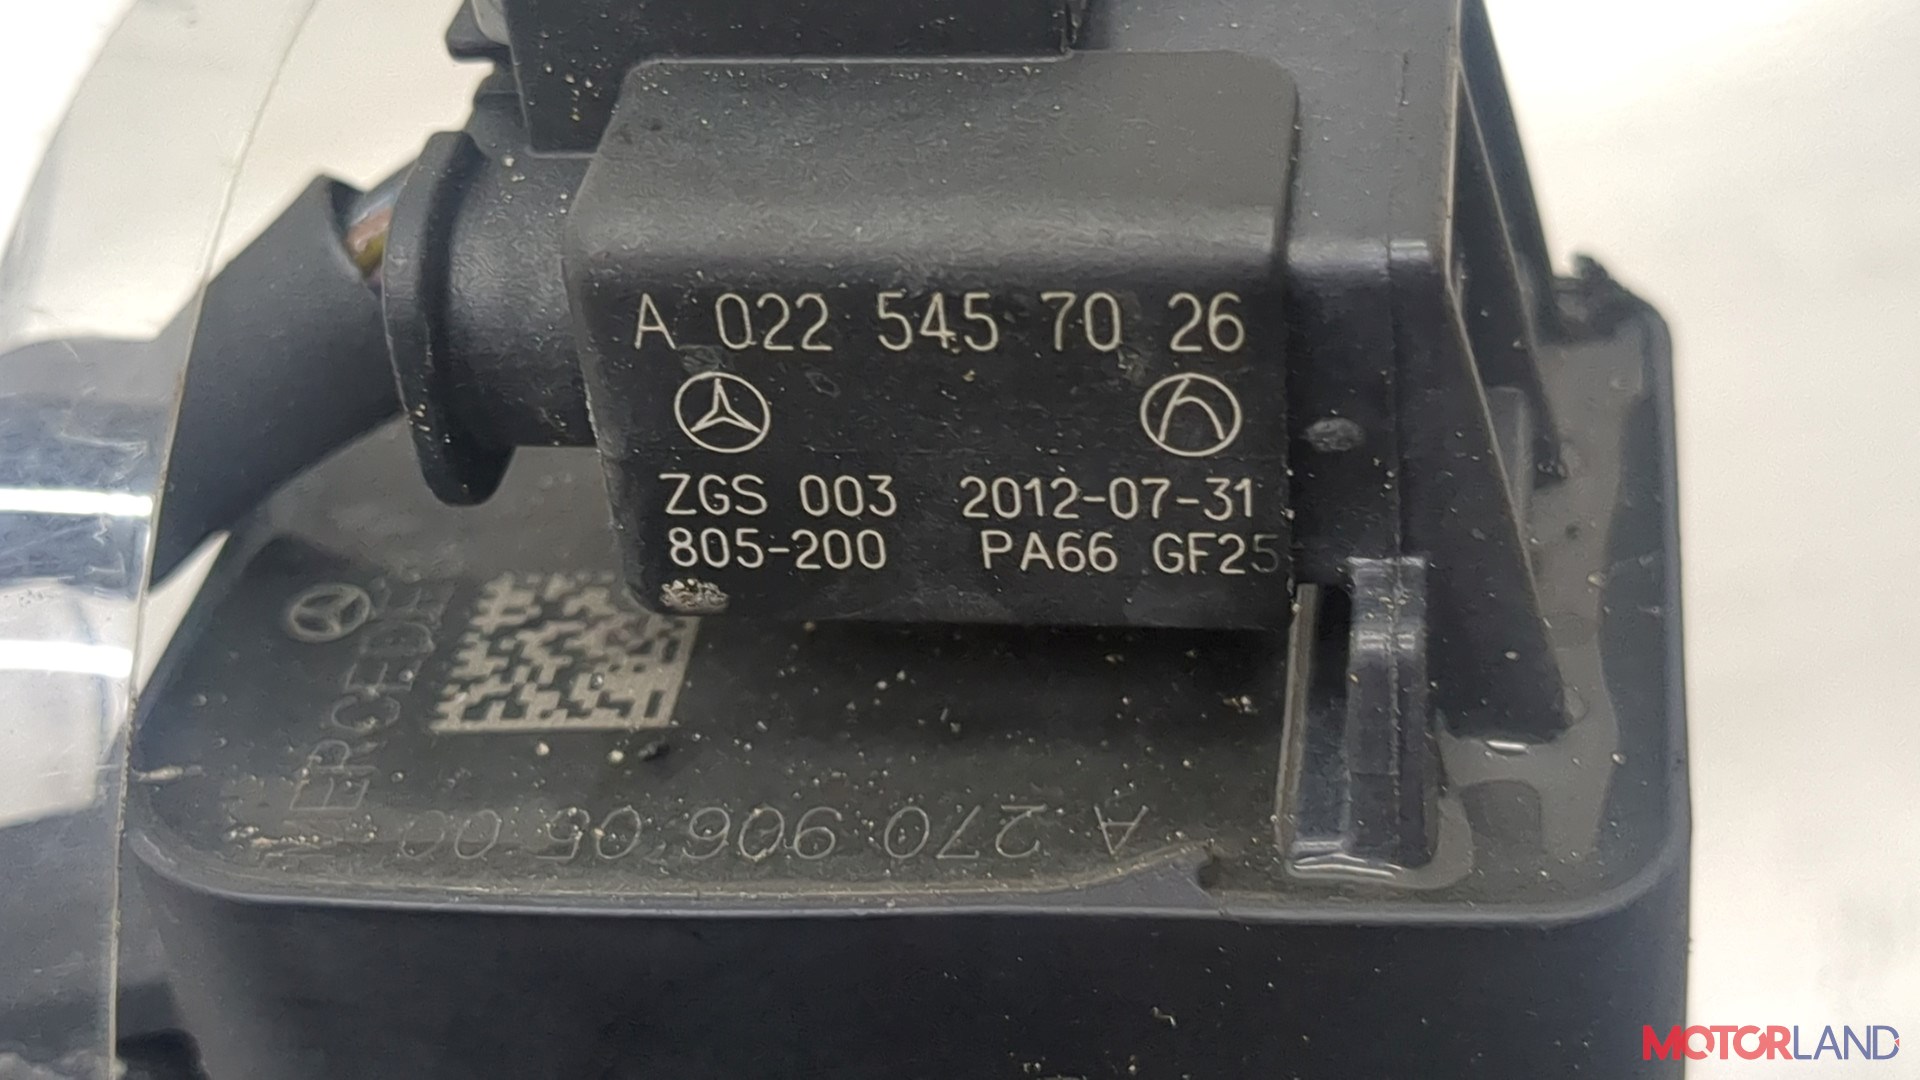 A 022 545 70 26
ZGS 003 2012-07-31
805-200 PA66 GF25
A 270 906 05 00
MOTORLAND